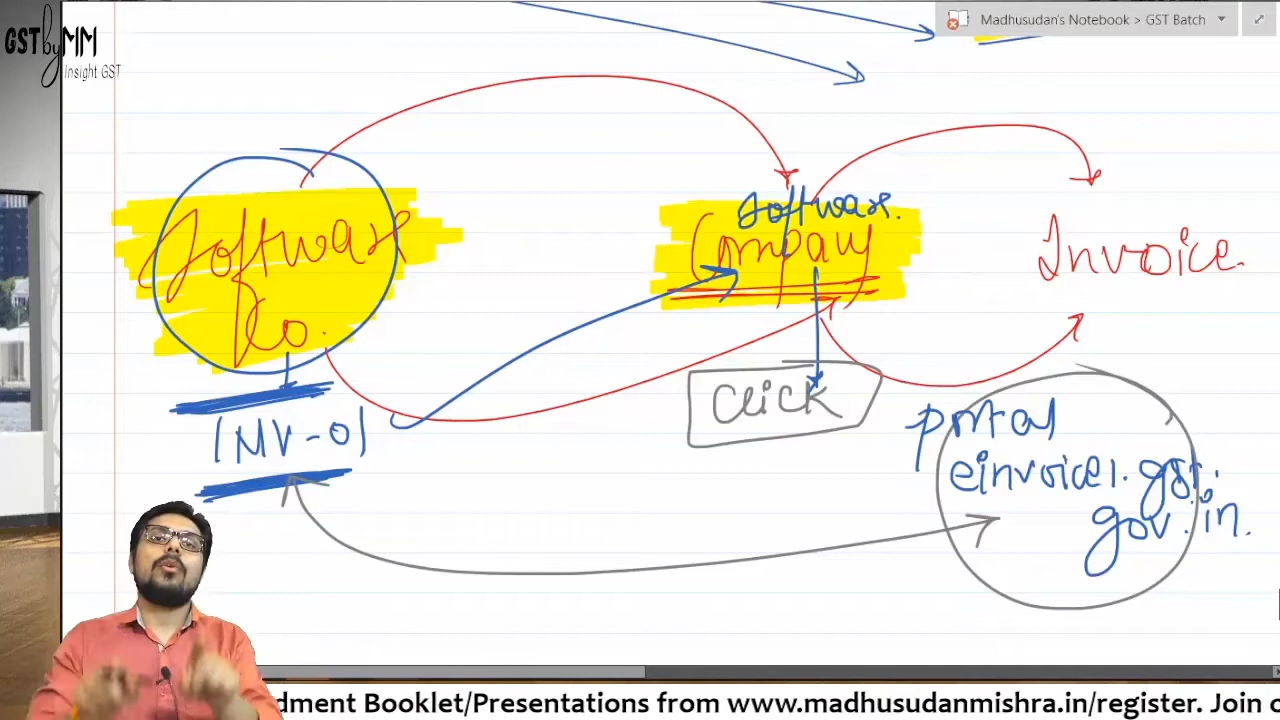 GST by MM
Insight GST
Madhusudan's Notebook > GST Batch
Software
Co.
INV-01
Software.
Company
Click
Invoice.
portal
einvoice1.gst.
gov.in.
dment Booklet/Presentations from www.madhusudanmishra.in/register. Join o